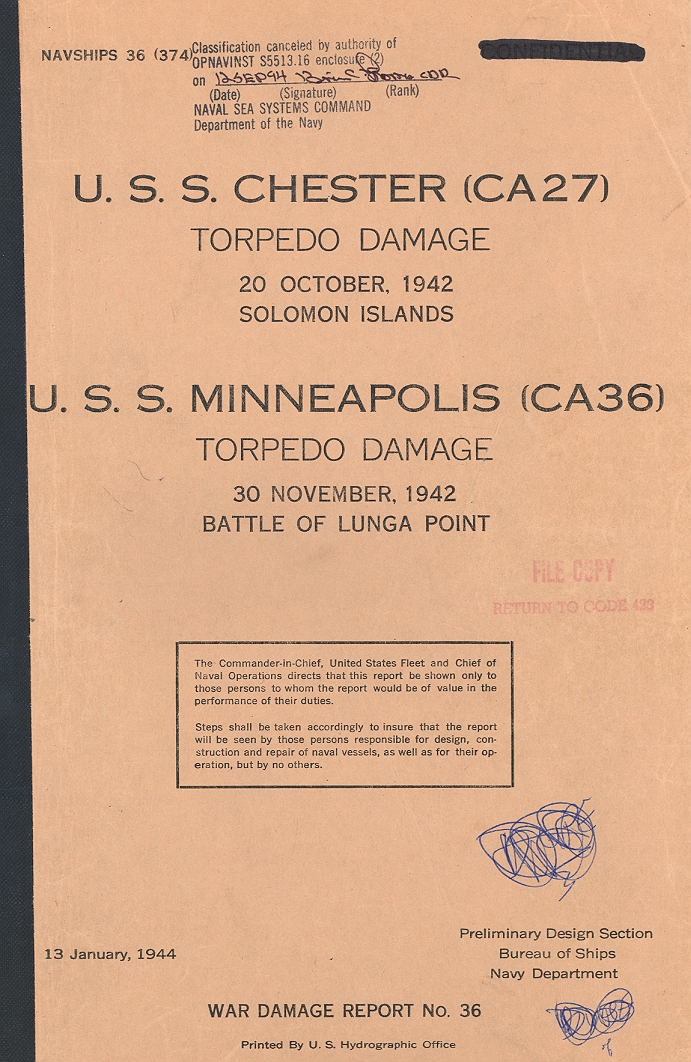 NAVSHIPS 36 (374)
Classification canceled by authority of
OPNAVINST S5513.16 enclosure (2)
on 12SEP94 CDR
(Date) (Signature) (Rank)
NAVAL SEA SYSTEMS COMMAND
Department of the Navy
CONFIDENTIAL
U. S. S. CHESTER (CA27)
TORPEDO DAMAGE
20 OCTOBER, 1942
SOLOMON ISLANDS
U. S. S. MINNEAPOLIS (CA36)
TORPEDO DAMAGE
30 NOVEMBER, 1942
BATTLE OF LUNGA POINT
FILE COPY
RETURN TO CODE 423
The Commander-in-Chief, United States Fleet and Chief of
Naval Operations directs that this report be shown only to
those persons to whom the report would be of value in the
performance of their duties.
Steps shall be taken accordingly to insure that the report
will be seen by those persons responsible for design, con-
struction and repair of naval vessels, as well as for their op-
eration, but by no others.
Preliminary Design Section
13 January, 1944
Bureau of Ships
Navy Department
WAR DAMAGE REPORT No. 36
Printed By U. S. Hydrographic Office